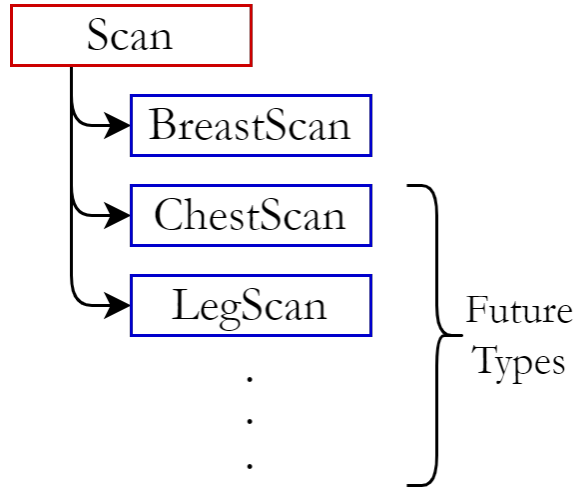 Scan
BreastScan
ChestScan
LegScan
Future
Types
.
.
.